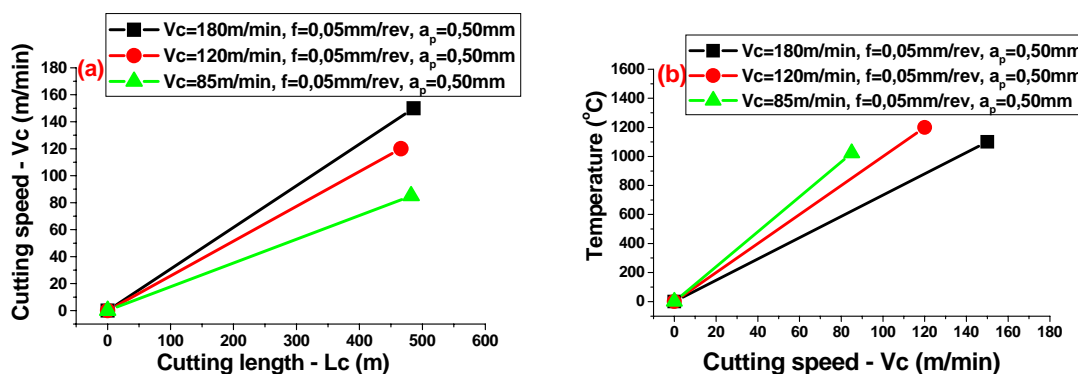 Vc=180m/min, f=0,05mm/rev, ap=0,50mm
Vc=120m/min, f=0,05mm/rev, ap=0,50mm
Vc=85m/min, f=0,05mm/rev, ap=0,50mm
(a)
180
160
140
120
100
80
60
40
20
0
Cutting speed - Vc (m/min)
0 100 200 300 400 500 600
Cutting length - Lc (m)
Vc=180m/min, f=0,05mm/rev, ap=0,50mm
Vc=120m/min, f=0,05mm/rev, ap=0,50mm
Vc=85m/min, f=0,05mm/rev, ap=0,50mm
(b)
1600
1400
1200
1000
800
600
400
200
0
Temperature (°C)
0 20 40 60 80 100 120 140 160 180
Cutting speed - Vc (m/min)